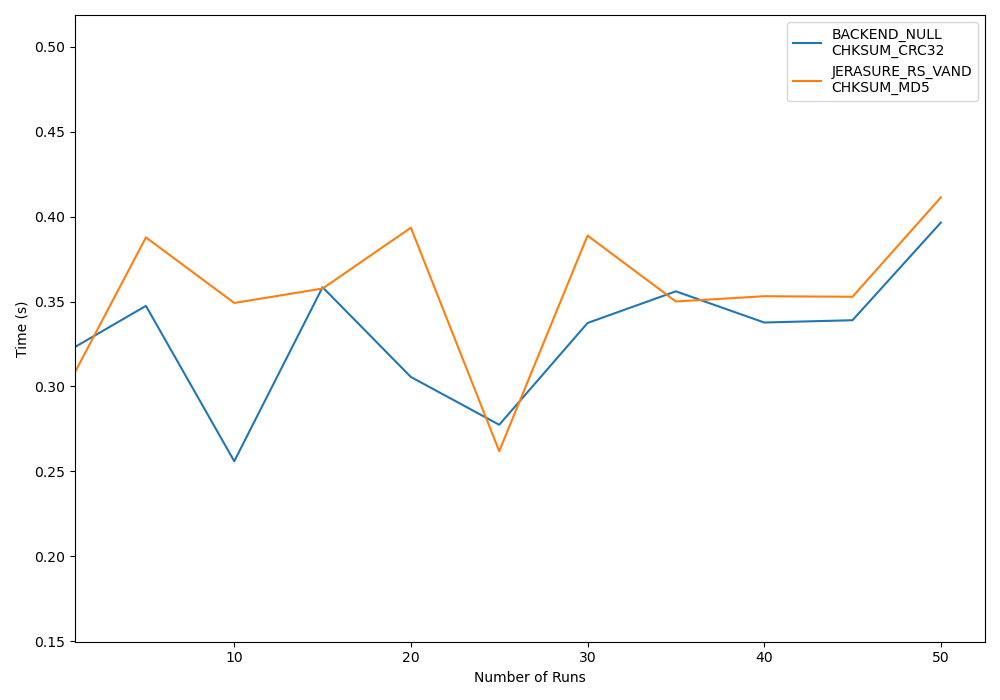 BACKEND_NULL
CHKSUM_CRC32
JERASURE_RS_VAND
CHKSUM_MD5
0.50
0.45
0.40
0.35
0.30
0.25
0.20
0.15
Time (s)
10 20 30 40 50
Number of Runs